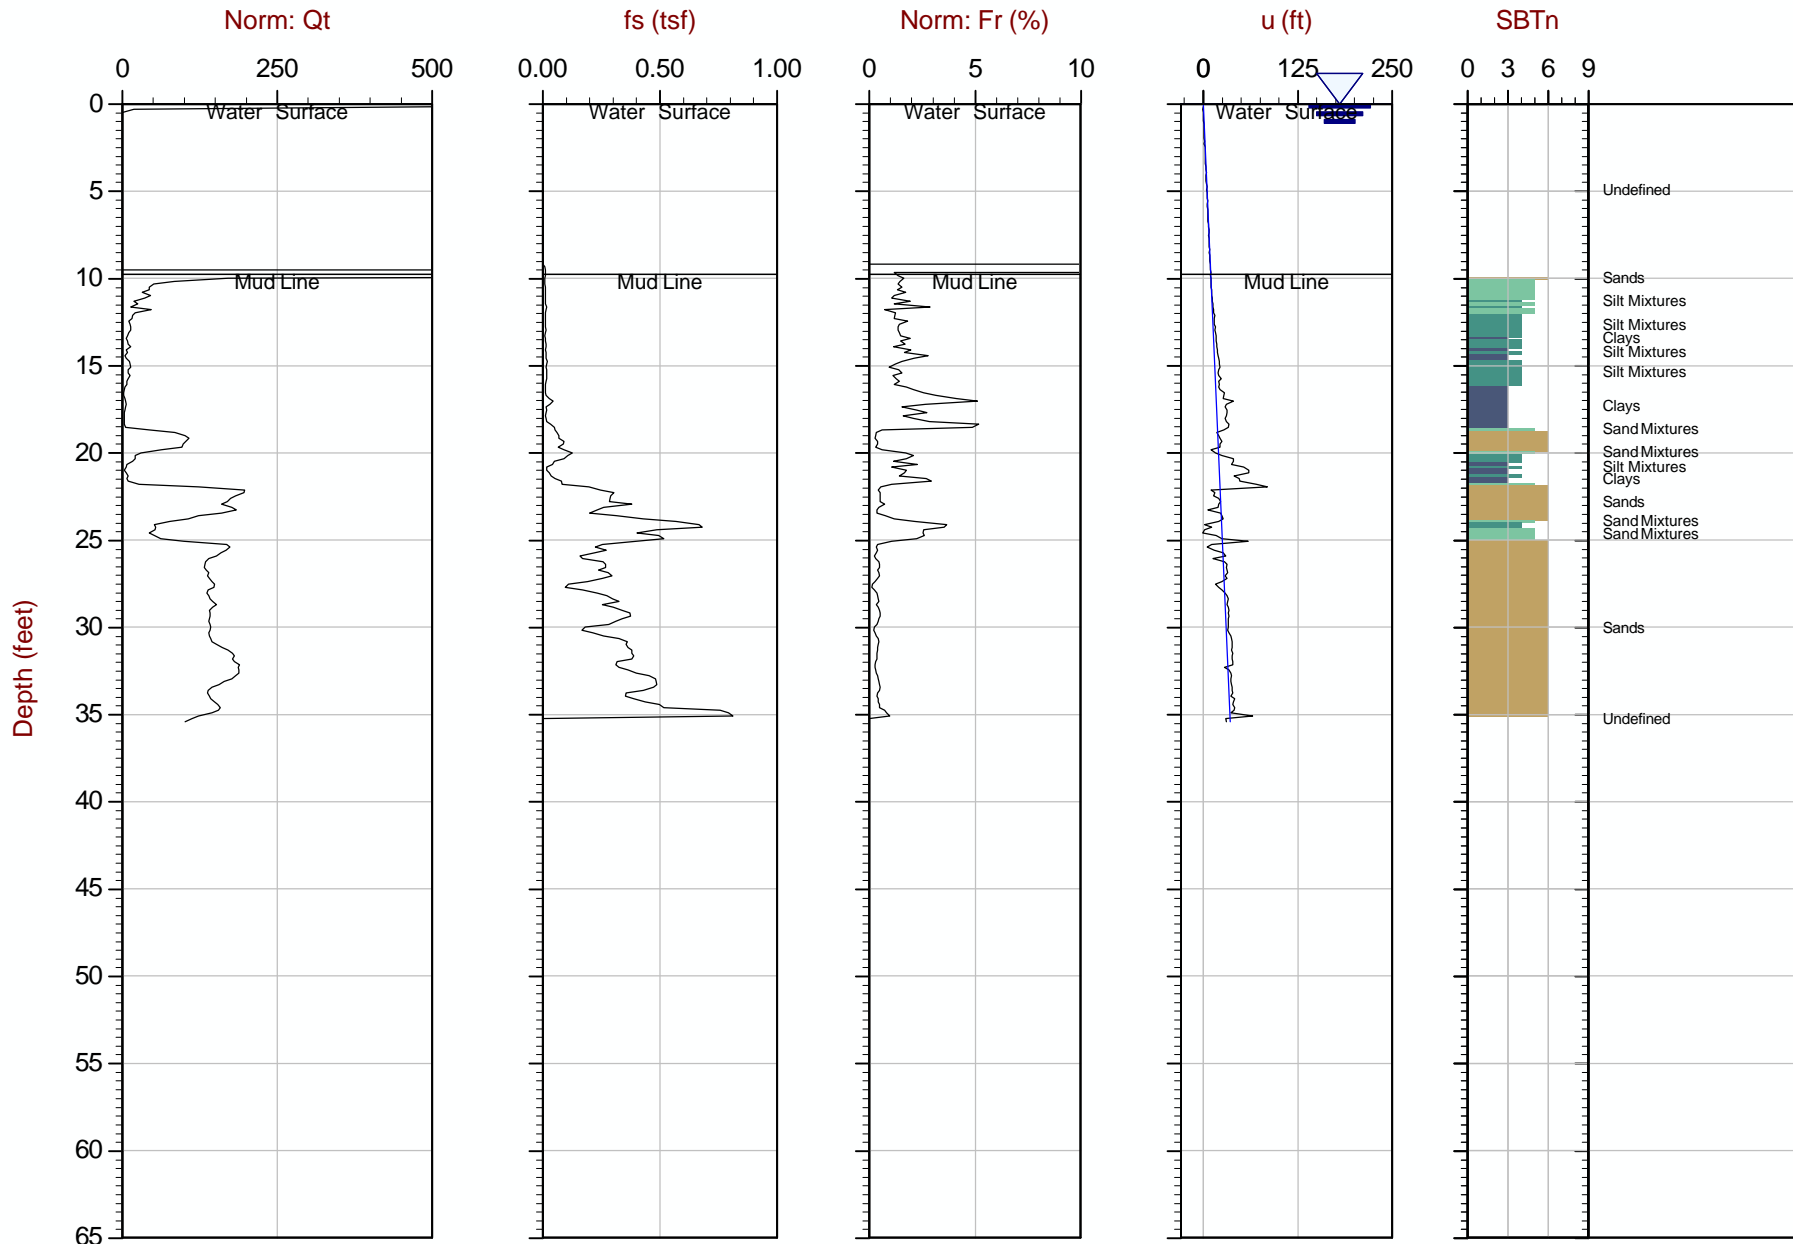 Norm: Qt fs (tsf) Norm: Fr (%) u (ft) SBTn
0 250 500 0.00 0.50 1.00 0 5 10 0 125 250 0 3 6 9
0 Water Surface Water Surface Water Surface Water Surface
5 Undefined
10 Mud Line Mud Line Mud Line Mud Line Sands
Silt Mixtures
Silt Mixtures
Clays
Silt Mixtures
15
Silt Mixtures
Clays
Sand Mixtures
20 Sand Mixtures
Silt Mixtures
Clays
Sands
Sand Mixtures
Sand Mixtures
25
Depth (feet)
30 Sands
35 Undefined
40
45
50
55
60
65